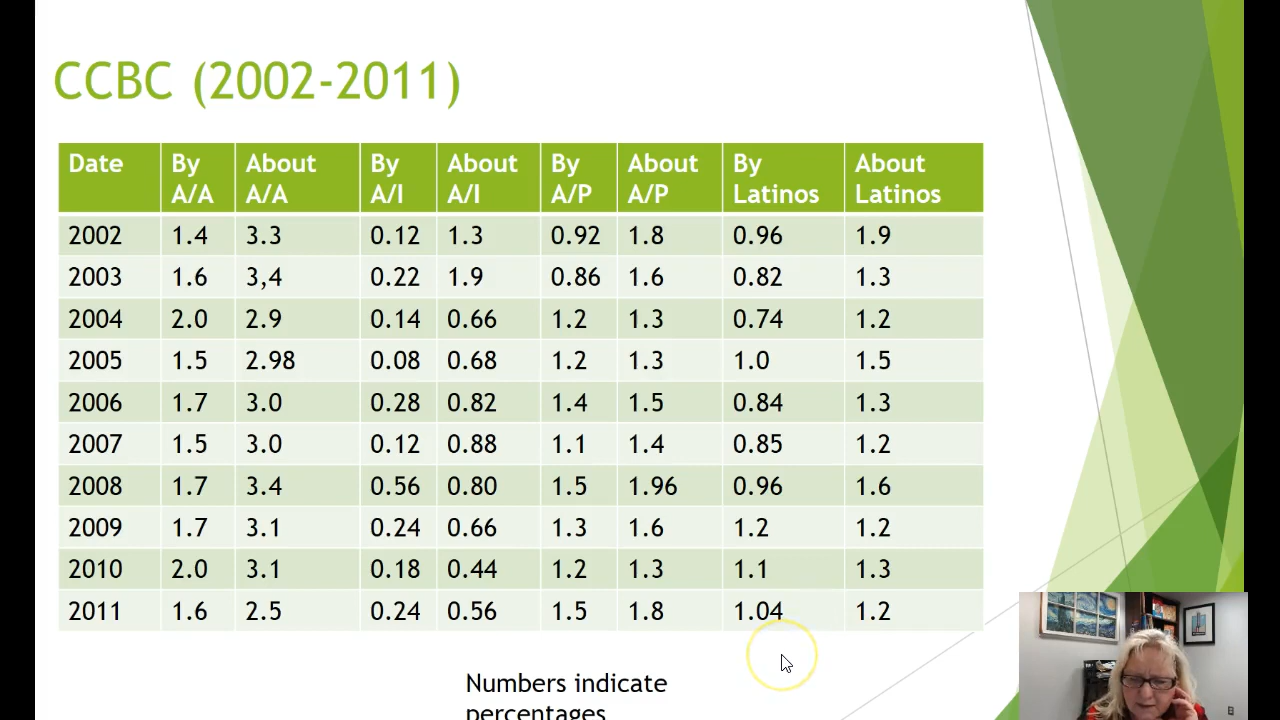 CCBC (2002-2011)
Date By A/A About A/A By A/I About A/I By A/P About A/P By Latinos About Latinos
2002 1.4 3.3 0.12 1.3 0.92 1.8 0.96 1.9
2003 1.6 3,4 0.22 1.9 0.86 1.6 0.82 1.3
2004 2.0 2.9 0.14 0.66 1.2 1.3 0.74 1.2
2005 1.5 2.98 0.08 0.68 1.2 1.3 1.0 1.5
2006 1.7 3.0 0.28 0.82 1.4 1.5 0.84 1.3
2007 1.5 3.0 0.12 0.88 1.1 1.4 0.85 1.2
2008 1.7 3.4 0.56 0.80 1.5 1.96 0.96 1.6
2009 1.7 3.1 0.24 0.66 1.3 1.6 1.2 1.2
2010 2.0 3.1 0.18 0.44 1.2 1.3 1.1 1.3
2011 1.6 2.5 0.24 0.56 1.5 1.8 1.04 1.2
Numbers indicate
percentages